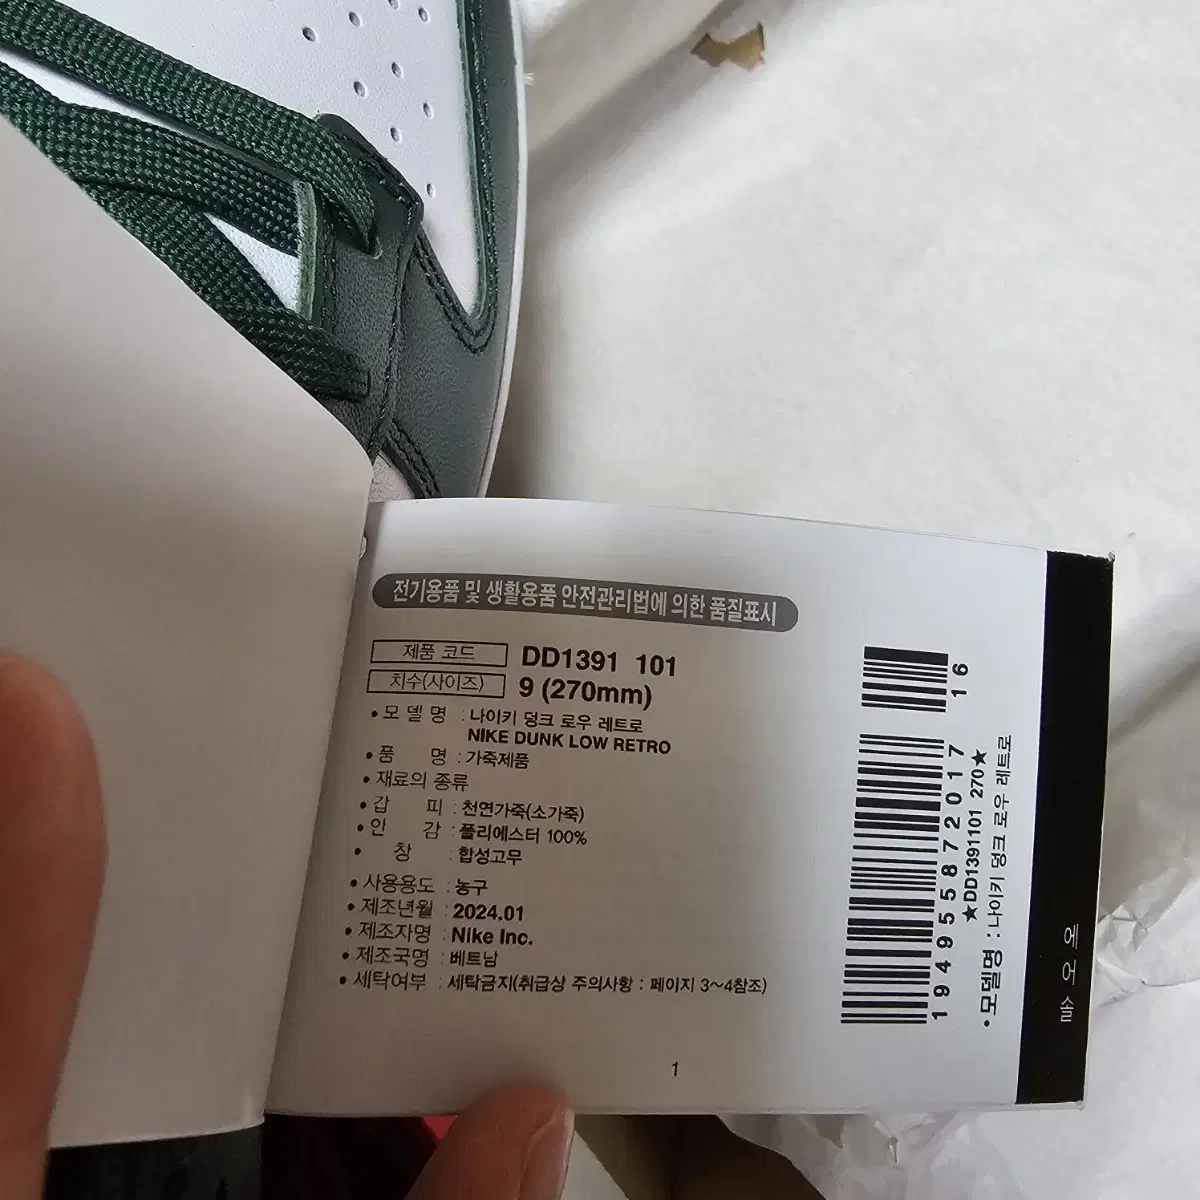 전기용품 및 생활용품 안전관리법에 의한 품질표시
제품 코드 DD1391 101
치수(사이즈) 9 (270mm)
• 모 델 명 : 나이키 덩크 로우 레트로
NIKE DUNK LOW RETRO
• 품 명 : 가죽제품
• 재료의 종류
• 갑 피 : 천연가죽(소가죽)
• 안 감 : 폴리에스터 100%
• 창 : 합성고무
• 사용용도 : 농구
• 제조년월 : 2024.01
• 제조자명 : Nike Inc.
• 제조국명 : 베트남
• 세탁여부 : 세탁금지(취급상 주의사항 : 페이지 3~4참조)
1
16
194955872017
★DD1391101 270★
• 모델명 : 나이키 덩크 로우 레트로
에어솔